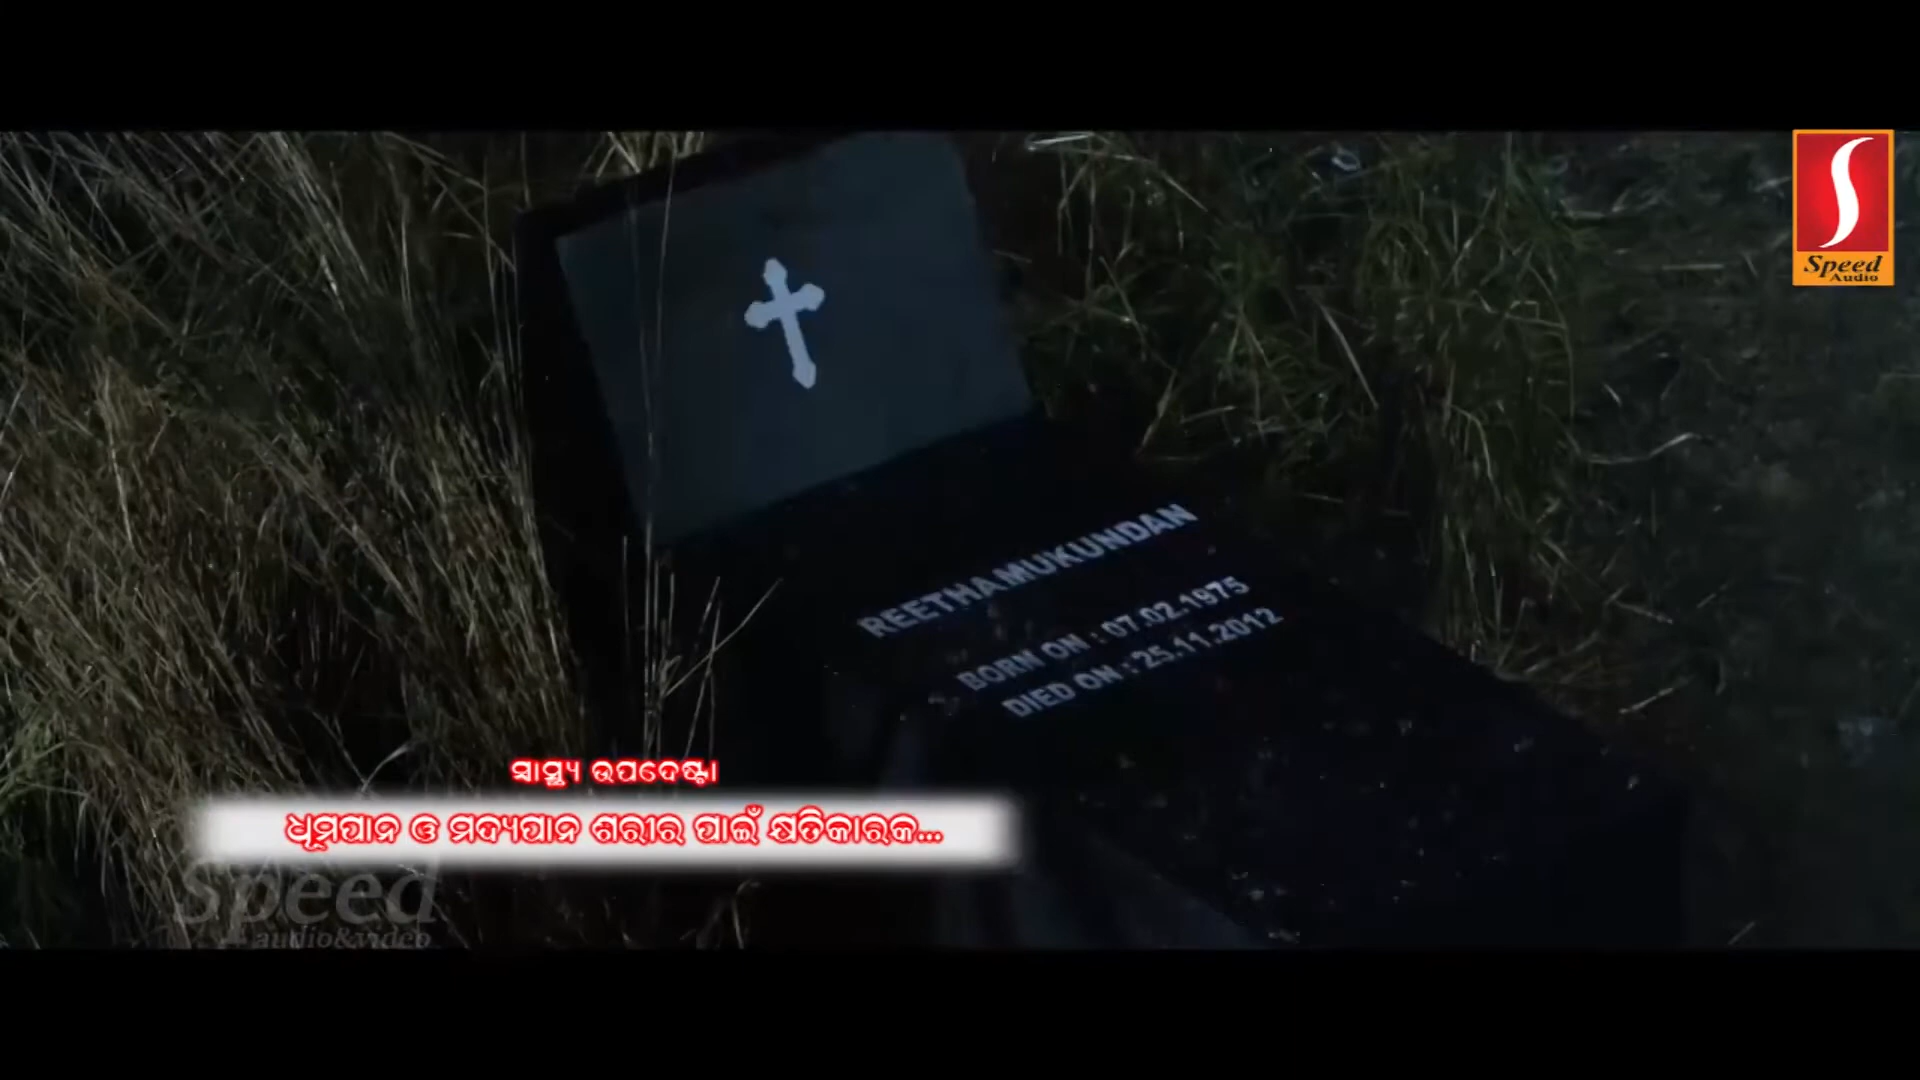 S
Speed
Audio
REETHAMUKUNDAN
BORN ON : 07.02.1975
DIED ON : 25.11.2012
ସ୍ୱାସ୍ଥ୍ୟ ଉପଦେଷ୍ଟା
ଧୂମପାନ ଓ ମଦ୍ୟପାନ ଶରୀର ପାଇଁ କ୍ଷତିକାରକ...
Speed
audio&video